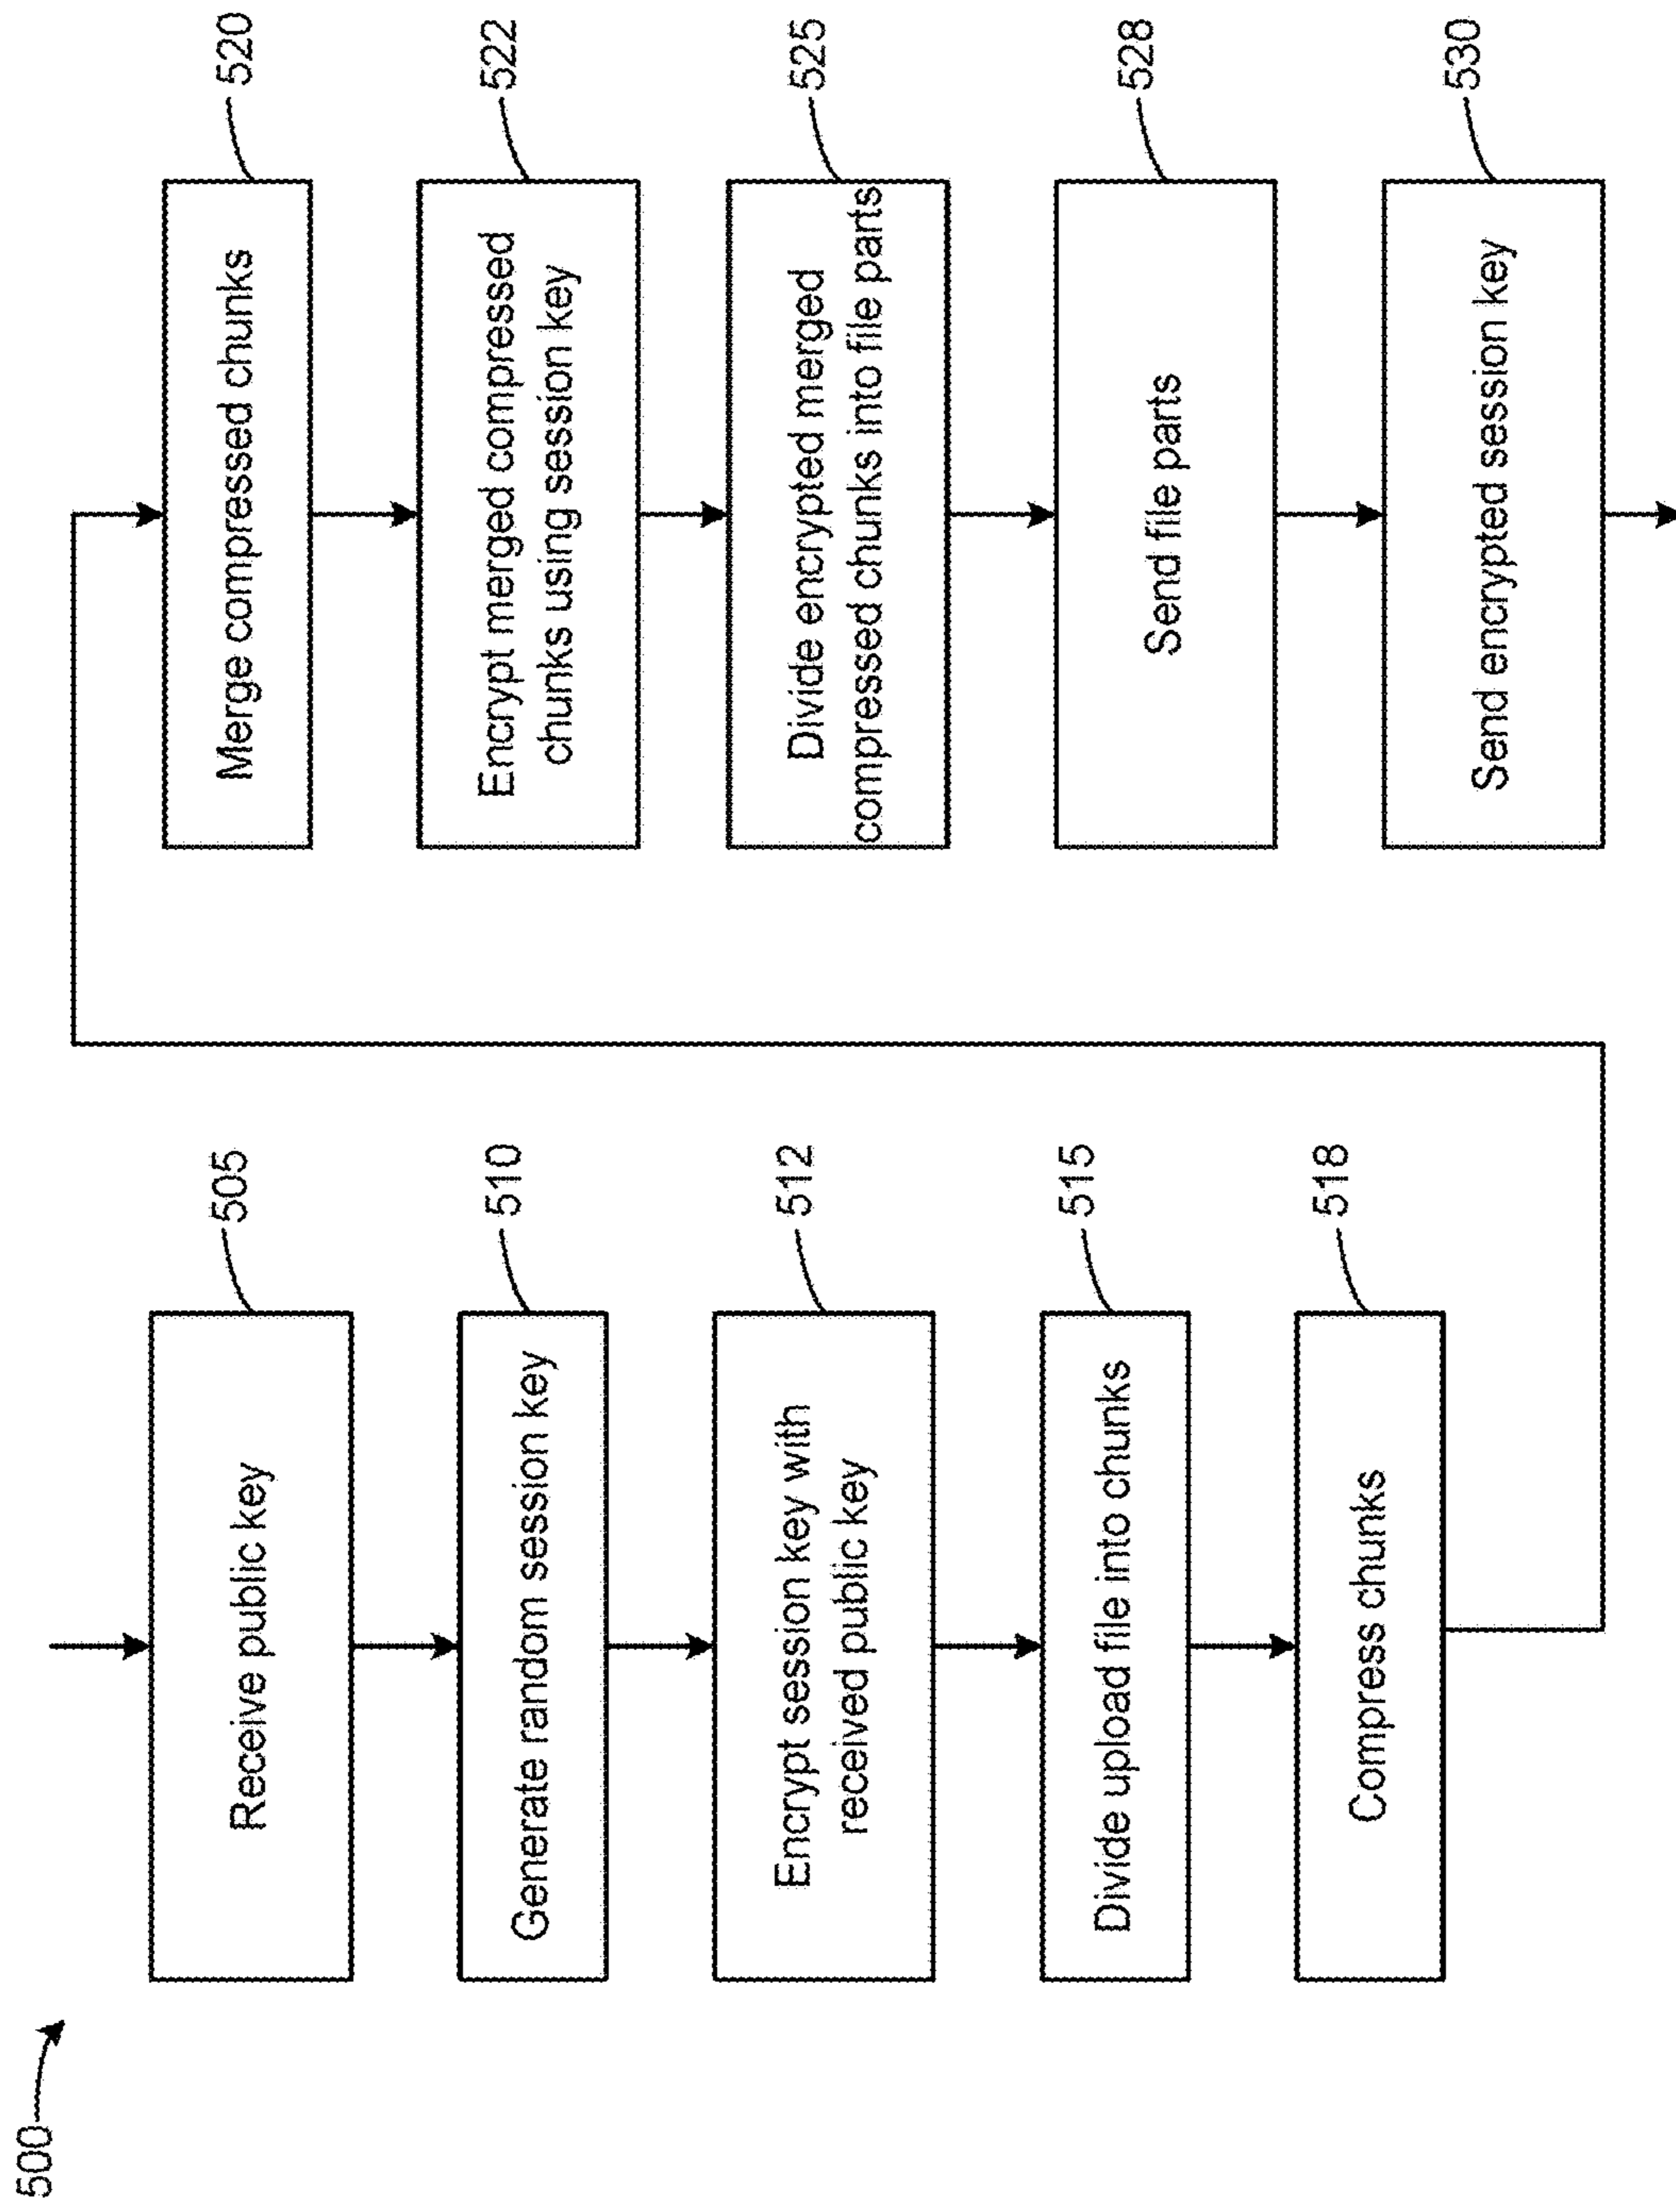 500
Receive public key
505
Generate random session key
510
Encrypt session key with
received public key
512
Divide upload file into chunks
515
Compress chunks
518
Merge compressed chunks
520
Encrypt merged compressed
chunks using session key
522
Divide encrypted merged
compressed chunks into file parts
525
Send file parts
528
Send encrypted session key
530